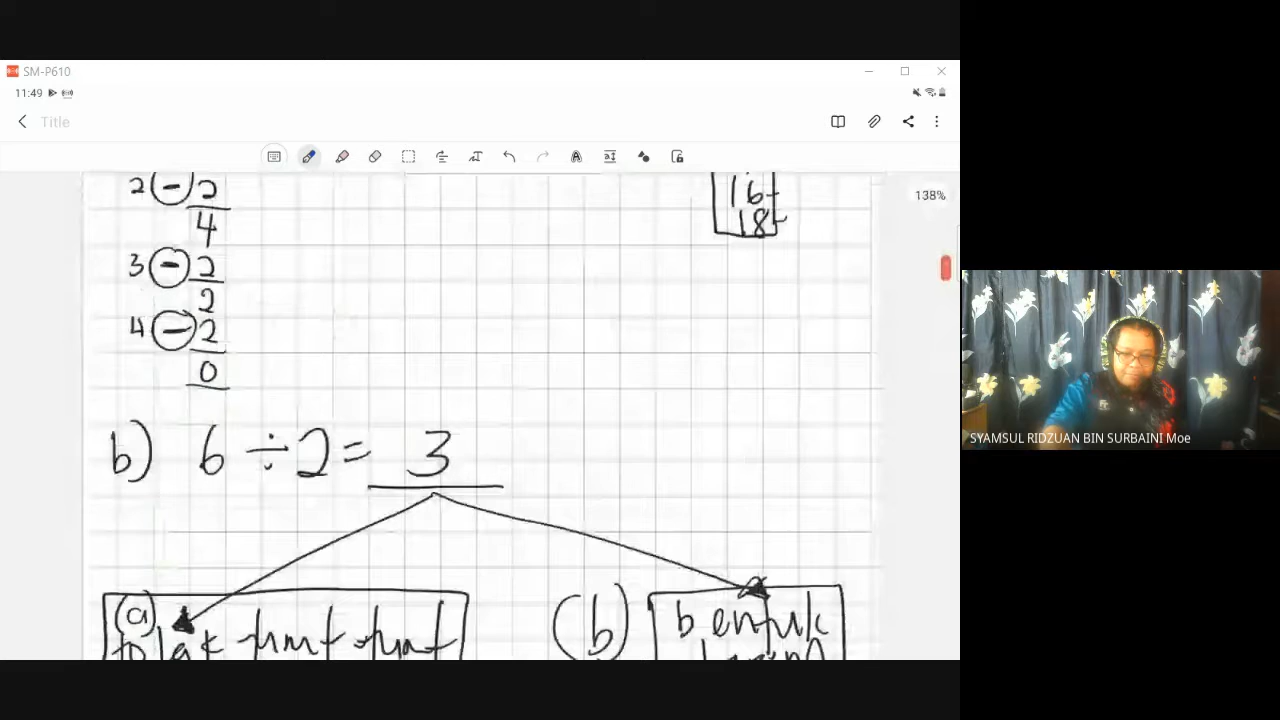 SM-P610
11:49
Title
138%
2 - 2
4
3 - 2
2
4 - 2
0
16
18
b) 6 ÷ 2 = 3
(a)
tolak
(b) bentuk
SYAMSUL RIDZUAN BIN SURBAINI Moe